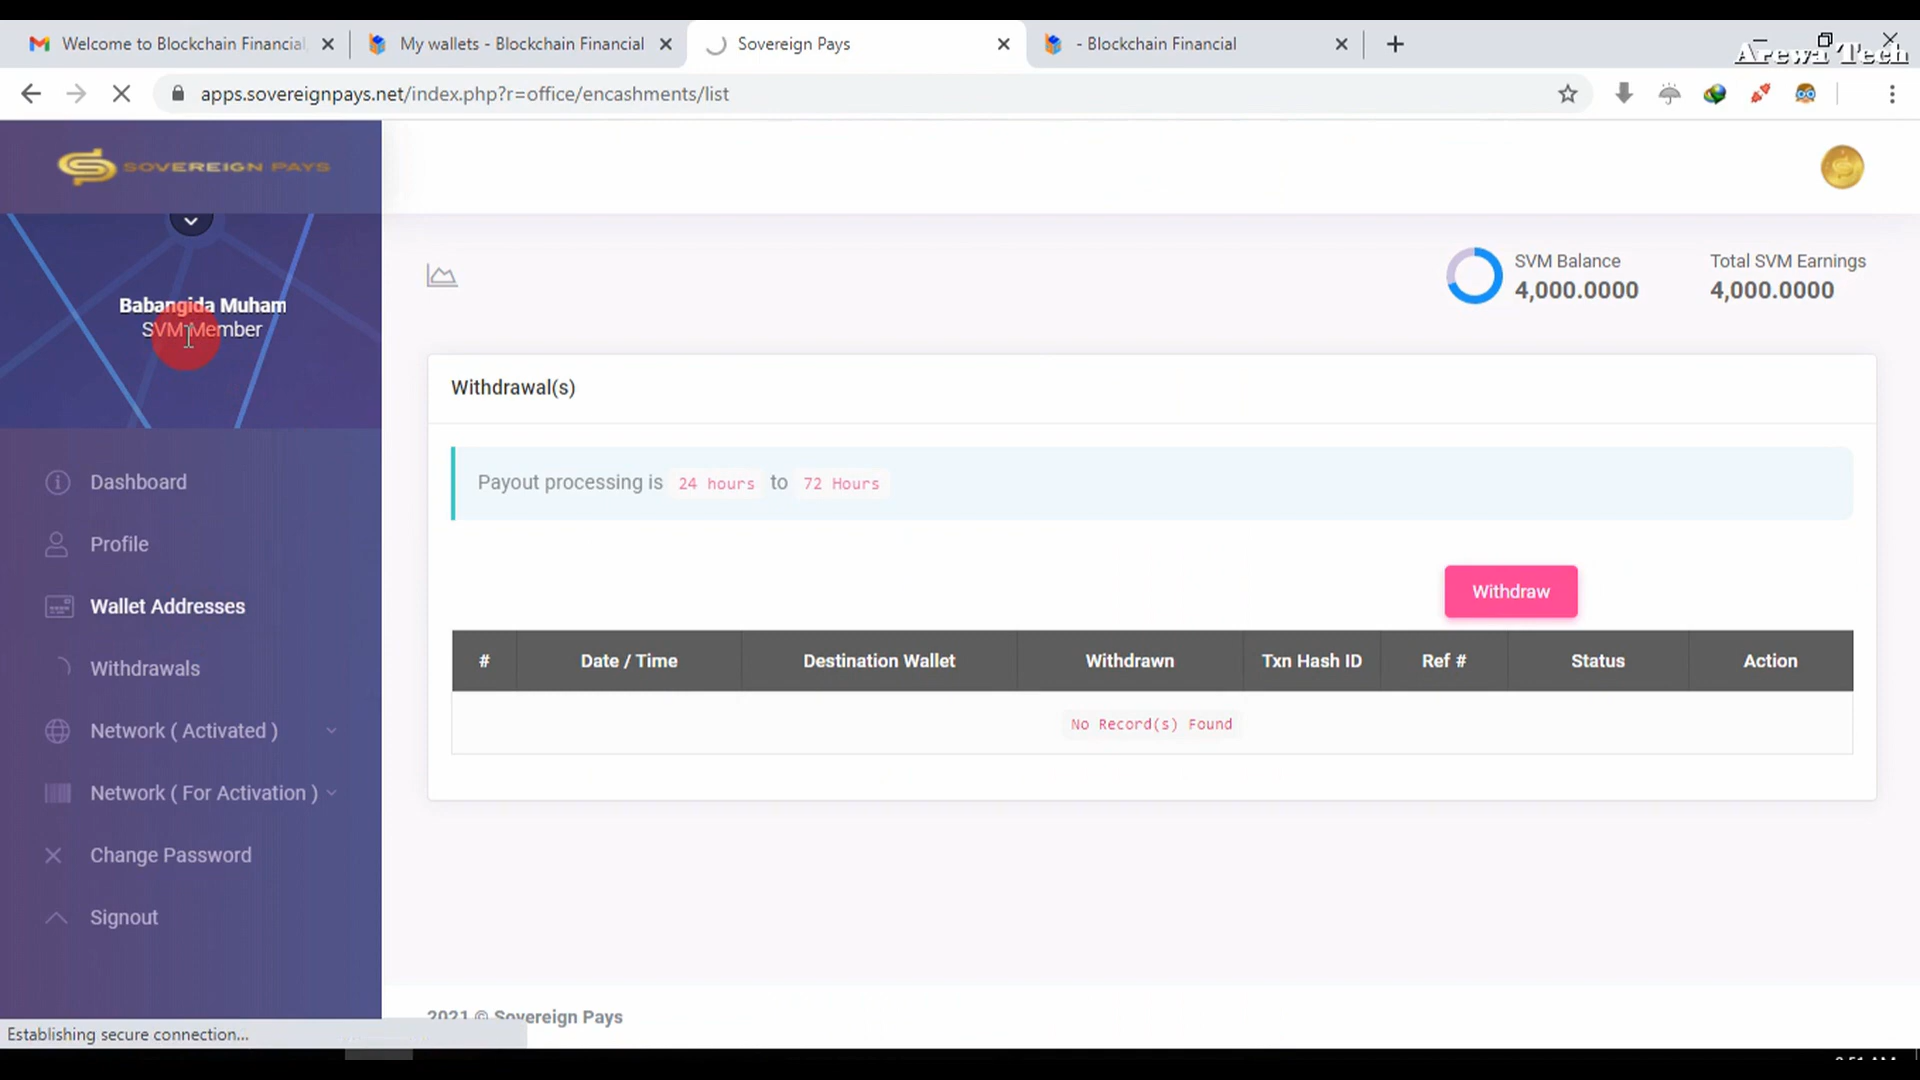 Welcome to Blockchain Financial
My wallets - Blockchain Financial
Sovereign Pays
- Blockchain Financial
Arewa Tech
apps.sovereignpays.net/index.php?r=office/encashments/list
SOVEREIGN PAYS
SVM Balance
4,000.0000
Total SVM Earnings
4,000.0000
Babangida Muham
SVM Member
Withdrawal(s)
Payout processing is 24 hours to 72 Hours
Dashboard
Profile
Wallet Addresses
Withdrawals
Network ( Activated )
Network ( For Activation )
Change Password
Signout
Withdraw
# Date / Time Destination Wallet Withdrawn Txn Hash ID Ref # Status Action
No Record(s) Found
2021 © Sovereign Pays
Establishing secure connection...